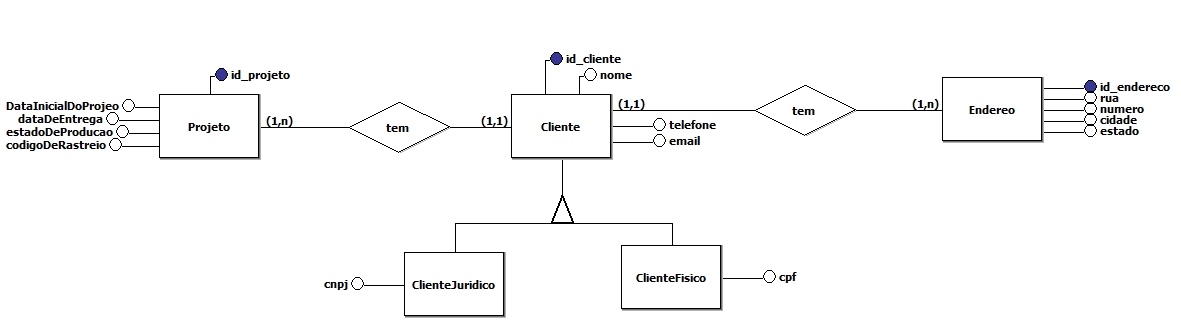 id_cliente
nome
id_projeto
DataInicialDoProjeo
dataDeEntrega
estadoDeProducao
codigoDeRastreio
Projeto
(1,n)
tem
(1,1)
Cliente
(1,1)
telefone
email
tem
(1,n)
Endereo
id_endereco
rua
numero
cidade
estado
cnpj
ClienteJuridico
ClienteFisico
cpf